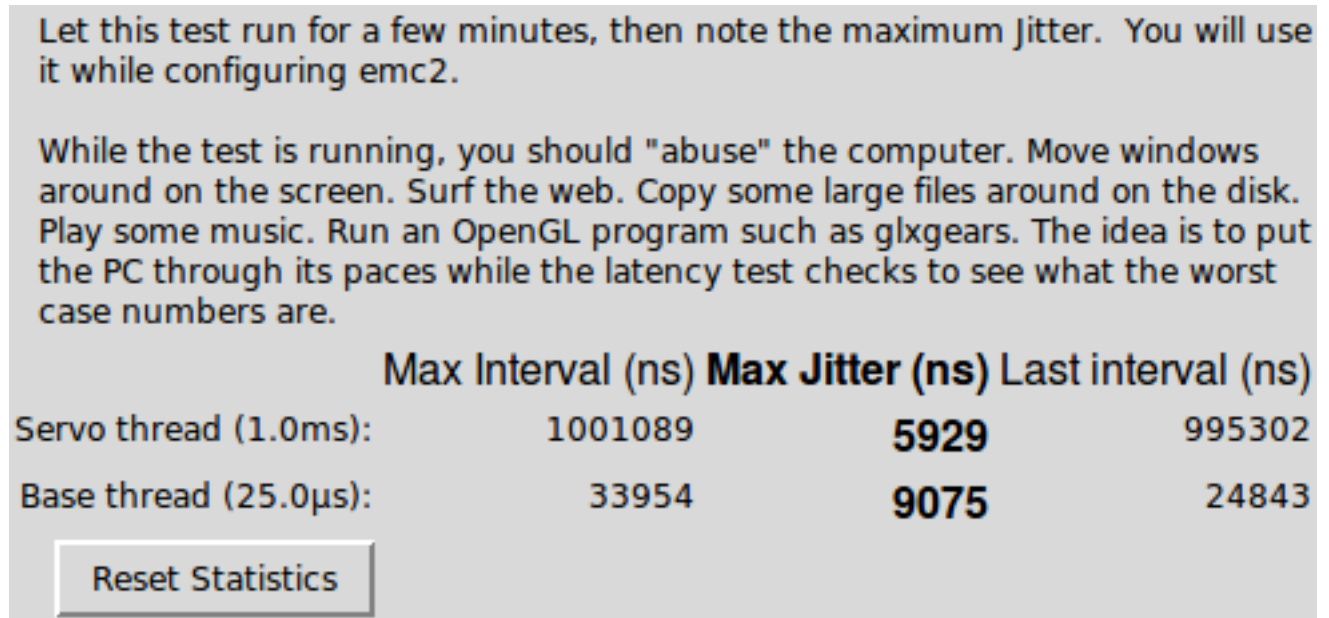 Let this test run for a few minutes, then note the maximum Jitter.  You will use
it while configuring emc2.
While the test is running, you should "abuse" the computer. Move windows
around on the screen. Surf the web. Copy some large files around on the disk.
Play some music. Run an OpenGL program such as glxgears. The idea is to put
the PC through its paces while the latency test checks to see what the worst
case numbers are.
Max Interval (ns) Max Jitter (ns) Last interval (ns)
Servo thread (1.0ms): 1001089 5929 995302
Base thread (25.0µs): 33954 9075 24843
Reset Statistics